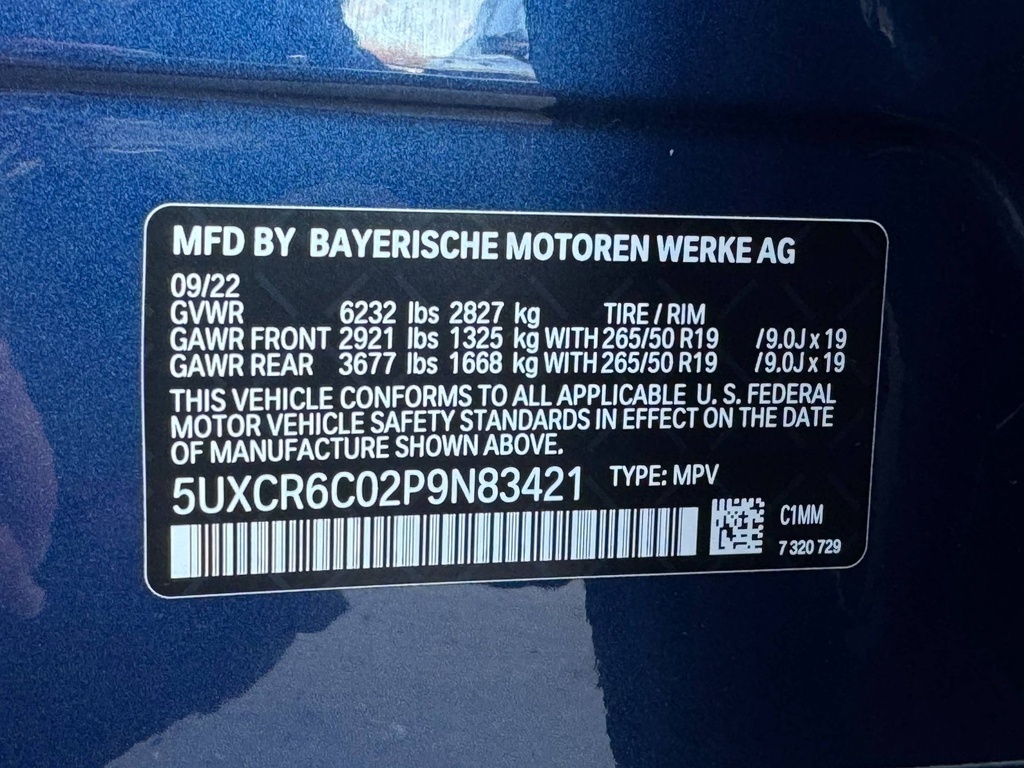 MFD BY BAYERISCHE MOTOREN WERKE AG
09/22
GVWR 6232 lbs 2827 kg TIRE / RIM
GAWR FRONT 2921 lbs 1325 kg WITH 265/50 R19 /9.0J x 19
GAWR REAR 3677 lbs 1668 kg WITH 265/50 R19 /9.0J x 19
THIS VEHICLE CONFORMS TO ALL APPLICABLE U. S. FEDERAL
MOTOR VEHICLE SAFETY STANDARDS IN EFFECT ON THE DATE
OF MANUFACTURE SHOWN ABOVE.
5UXCR6C02P9N83421 TYPE: MPV
C1MM
7 320 729